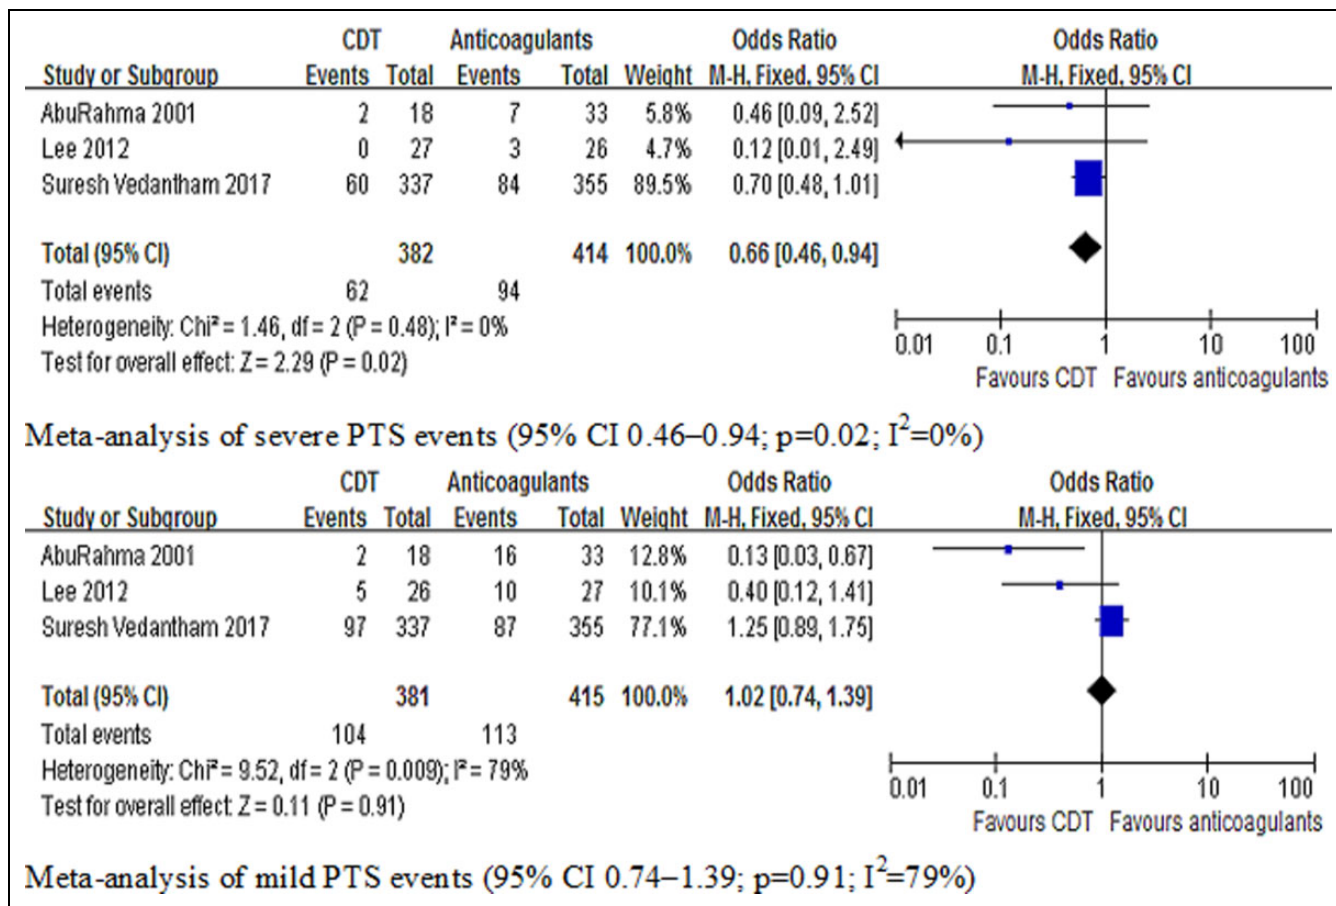 CDT Anticoagulants Odds Ratio Odds Ratio
Study or Subgroup Events Total Events Total Weight M-H, Fixed, 95% CI M-H, Fixed, 95% CI
AbuRahma 2001 2 18 7 33 5.8% 0.46 [0.09, 2.52]
Lee 2012 0 27 3 26 4.7% 0.12 [0.01, 2.49]
Suresh Vedantham 2017 60 337 84 355 89.5% 0.70 [0.48, 1.01]
Total (95% CI) 382 414 100.0% 0.66 [0.46, 0.94]
Total events 62 94
Heterogeneity: Chi² = 1.46, df = 2 (P = 0.48); I² = 0%
Test for overall effect: Z = 2.29 (P = 0.02)
0.01 0.1 1 10 100
Favours CDT Favours anticoagulants
Meta-analysis of severe PTS events (95% CI 0.46–0.94; p=0.02; I²=0%)
CDT Anticoagulants Odds Ratio Odds Ratio
Study or Subgroup Events Total Events Total Weight M-H, Fixed, 95% CI M-H, Fixed, 95% CI
AbuRahma 2001 2 18 16 33 12.8% 0.13 [0.03, 0.67]
Lee 2012 5 26 10 27 10.1% 0.40 [0.12, 1.41]
Suresh Vedantham 2017 97 337 87 355 77.1% 1.25 [0.89, 1.75]
Total (95% CI) 381 415 100.0% 1.02 [0.74, 1.39]
Total events 104 113
Heterogeneity: Chi² = 9.52, df = 2 (P = 0.009); I² = 79%
Test for overall effect: Z = 0.11 (P = 0.91)
0.01 0.1 1 10 100
Favours CDT Favours anticoagulants
Meta-analysis of mild PTS events (95% CI 0.74–1.39; p=0.91; I²=79%)